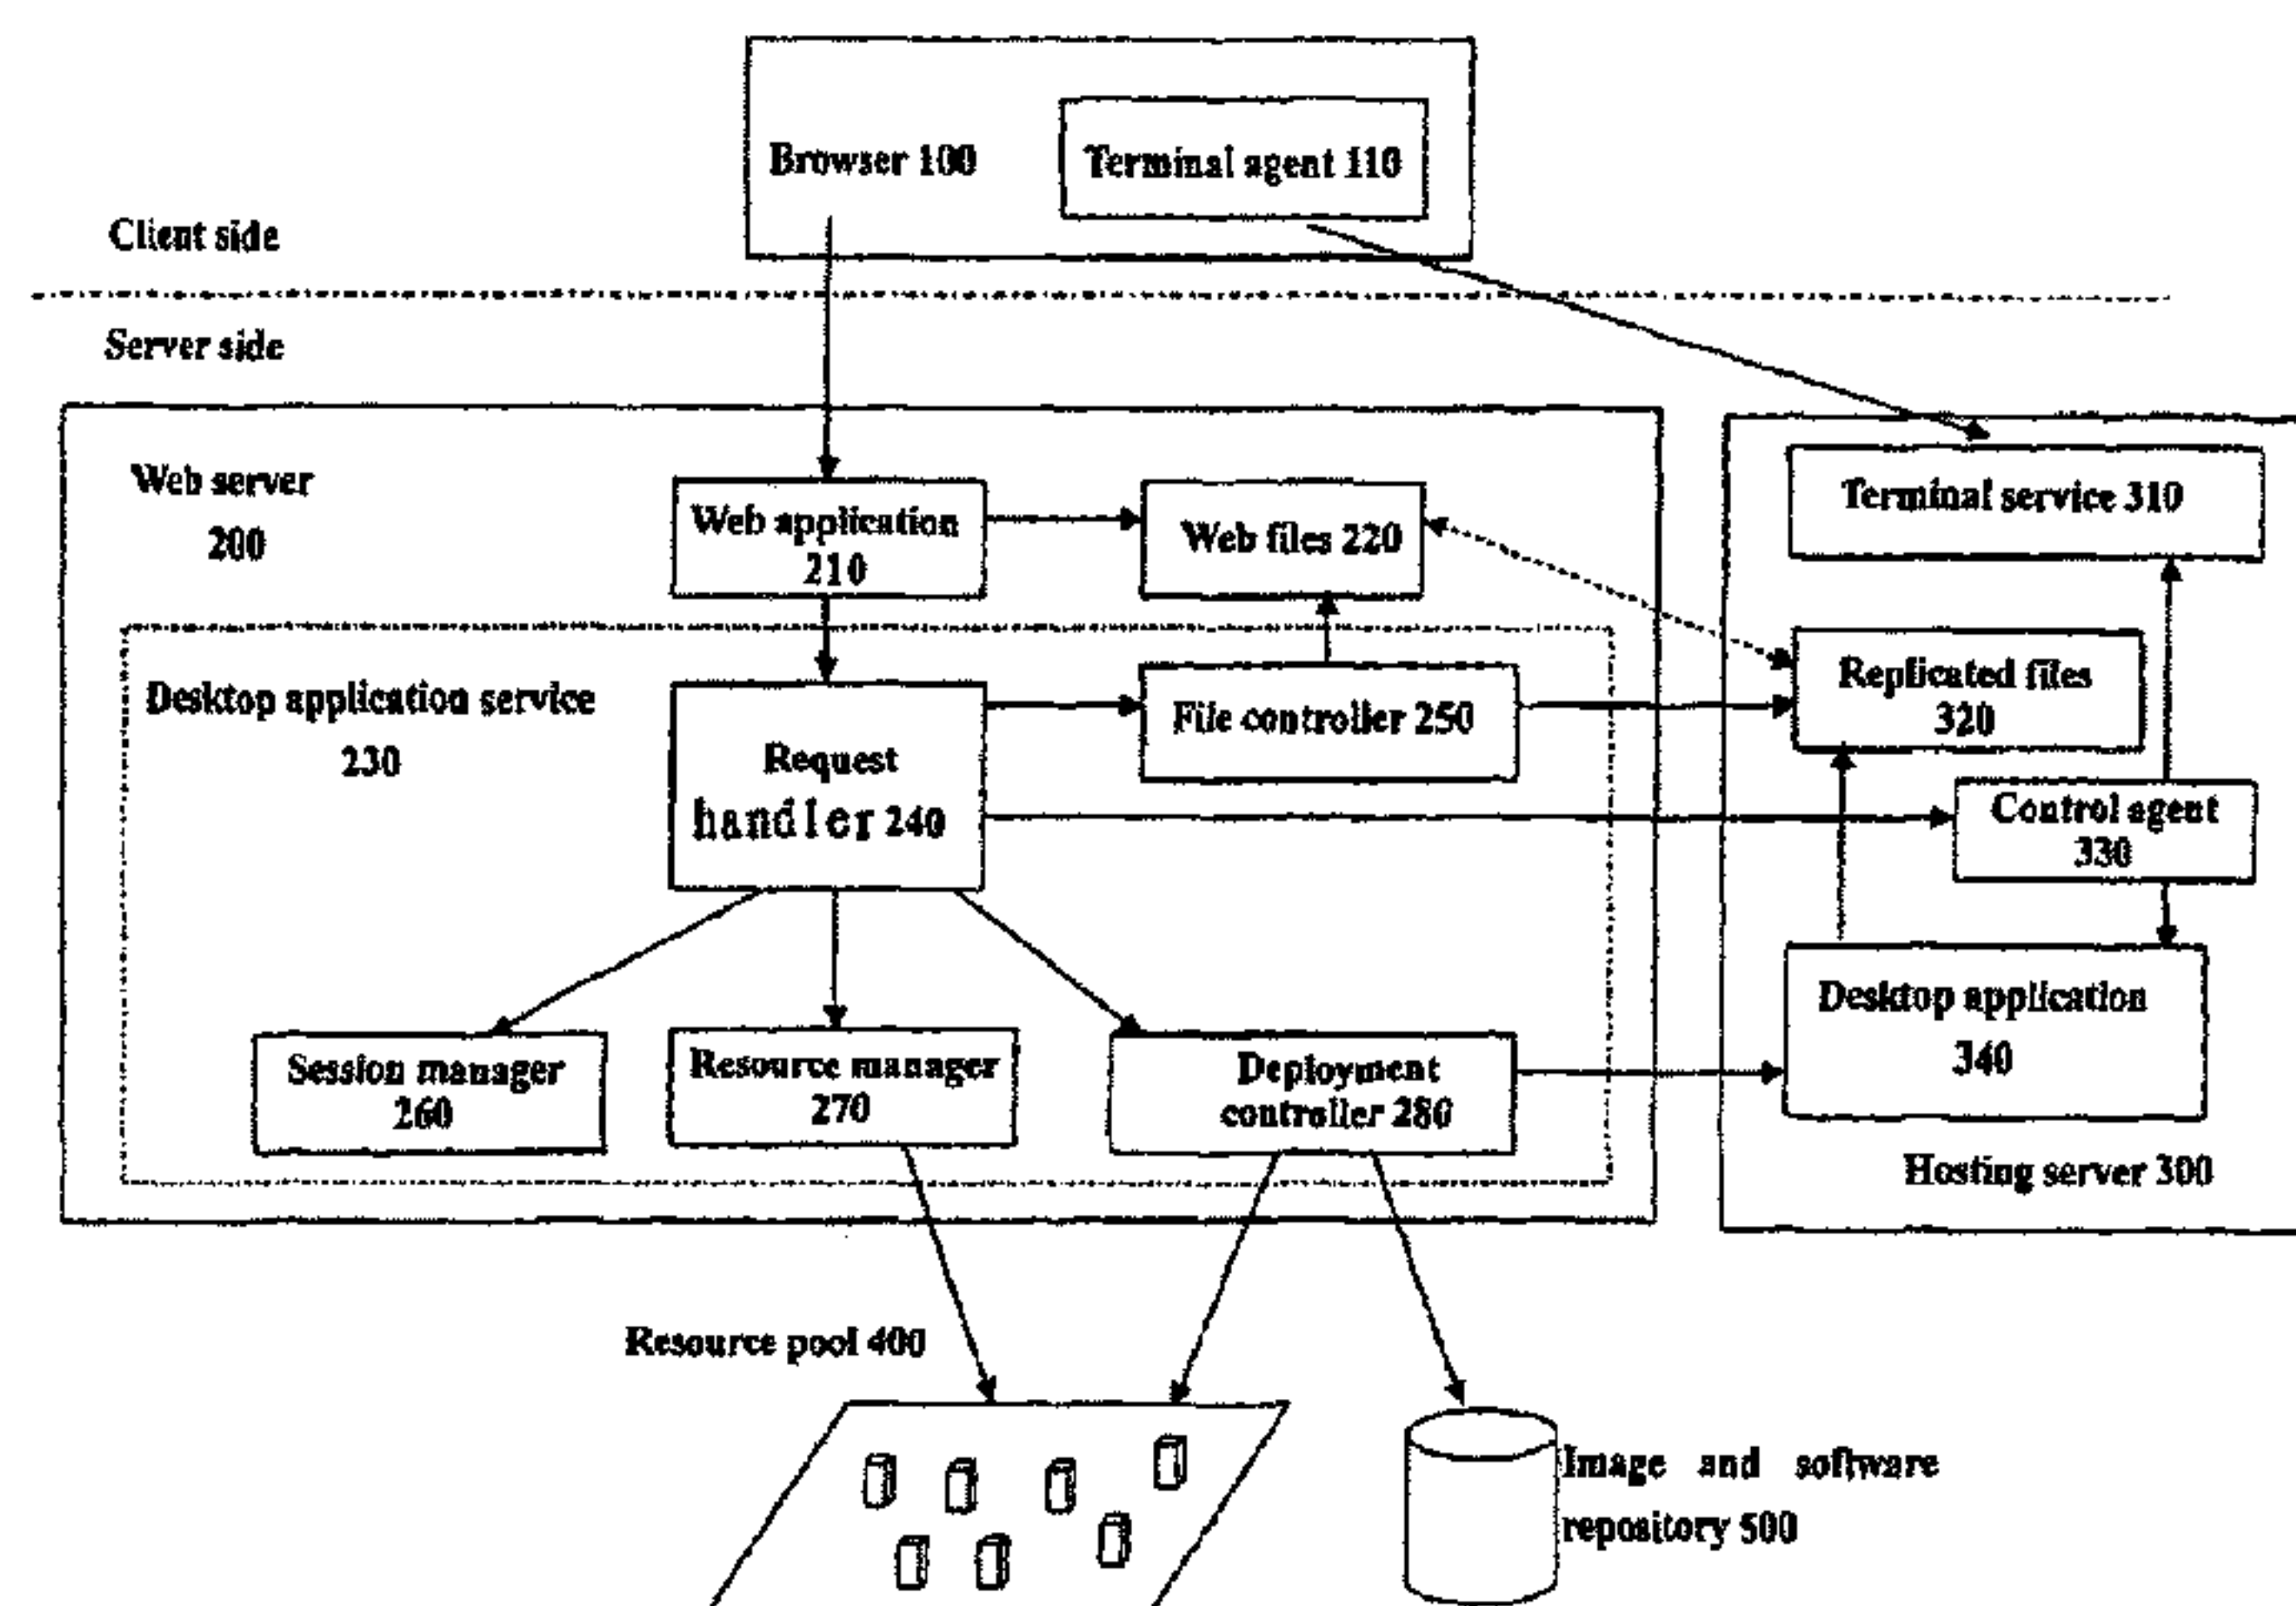 Browser 100
Terminal agent 110
Client side
Server side
Web server
200
Web application
210
Web files 220
Terminal service 310
Desktop application service
230
Request
handler 240
File controller 250
Replicated files
320
Control agent
330
Session manager
260
Resource manager
270
Deployment
controller 280
Desktop application
340
Hosting server 300
Resource pool 400
Image and software
repository 500